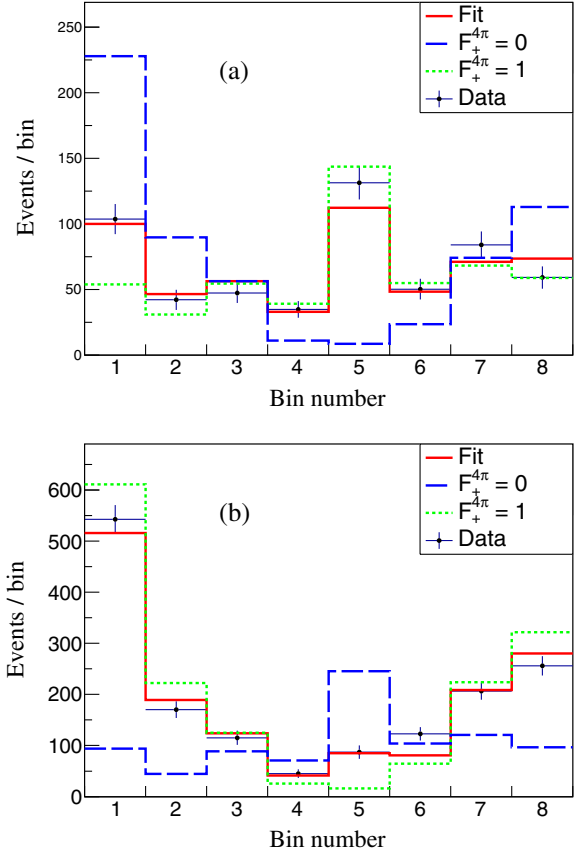 Events / bin
250
200
150
100
50
0
(a)
Fit
F₊⁴π = 0
F₊⁴π = 1
Data
1 2 3 4 5 6 7 8
Bin number
Events / bin
600
500
400
300
200
100
0
(b)
Fit
F₊⁴π = 0
F₊⁴π = 1
Data
1 2 3 4 5 6 7 8
Bin number